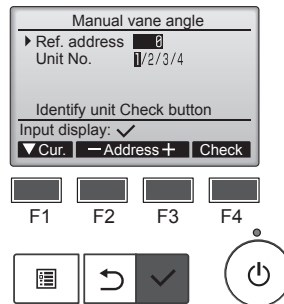 Manual vane angle
Ref. address 0
Unit No. 1/2/3/4
Identify unit Check button
Input display: ✓
▼Cur. －Address＋ Check
F1 F2 F3 F4